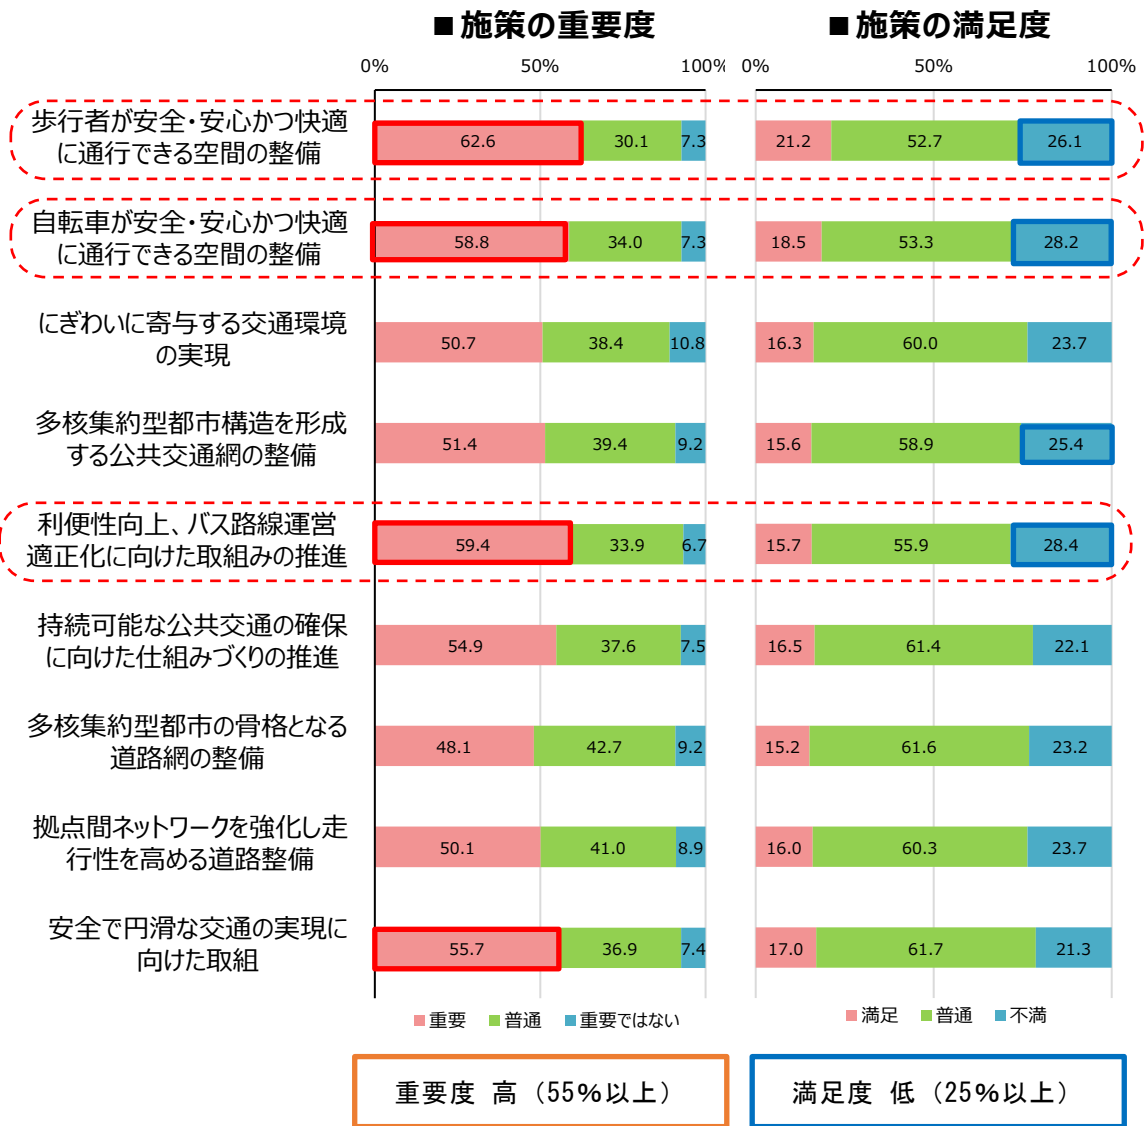 ■施策の重要度
■施策の満足度
0% 50% 100%
0% 50% 100%
歩行者が安全・安心かつ快適
に通行できる空間の整備
62.6 30.1 7.3
21.2 52.7 26.1
自転車が安全・安心かつ快適
に通行できる空間の整備
58.8 34.0 7.3
18.5 53.3 28.2
にぎわいに寄与する交通環境
の実現
50.7 38.4 10.8
16.3 60.0 23.7
多核集約型都市構造を形成
する公共交通網の整備
51.4 39.4 9.2
15.6 58.9 25.4
利便性向上、バス路線運営
適正化に向けた取組みの推進
59.4 33.9 6.7
15.7 55.9 28.4
持続可能な公共交通の確保
に向けた仕組みづくりの推進
54.9 37.6 7.5
16.5 61.4 22.1
多核集約型都市の骨格となる
道路網の整備
48.1 42.7 9.2
15.2 61.6 23.2
拠点間ネットワークを強化し走
行性を高める道路整備
50.1 41.0 8.9
16.0 60.3 23.7
安全で円滑な交通の実現に
向けた取組
55.7 36.9 7.4
17.0 61.7 21.3
■重要 ■普通 ■重要ではない
■満足 ■普通 ■不満
重要度 高（55%以上）
満足度 低（25%以上）